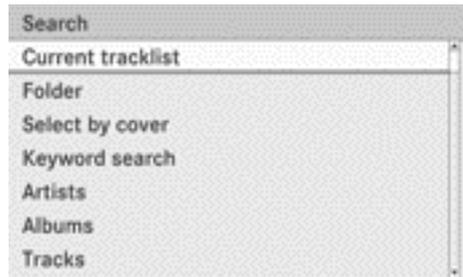 Search
Current tracklist
Folder
Select by cover
Keyword search
Artists
Albums
Tracks